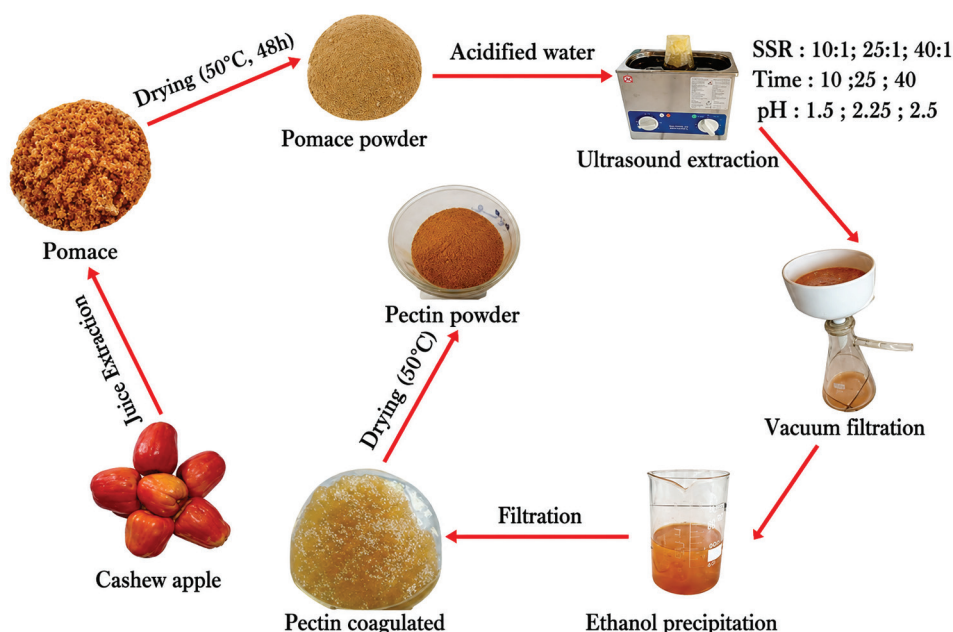 Drying (50°C, 48h)
Pomace powder
Acidified water
Ultrasound extraction
SSR : 10:1; 25:1; 40:1
Time : 10 ;25 ; 40
pH : 1.5 ; 2.25 ; 2.5
Pomace
Juice Extraction
Cashew apple
Pectin powder
Drying (50°C)
Vacuum filtration
Filtration
Pectin coagulated
Ethanol precipitation